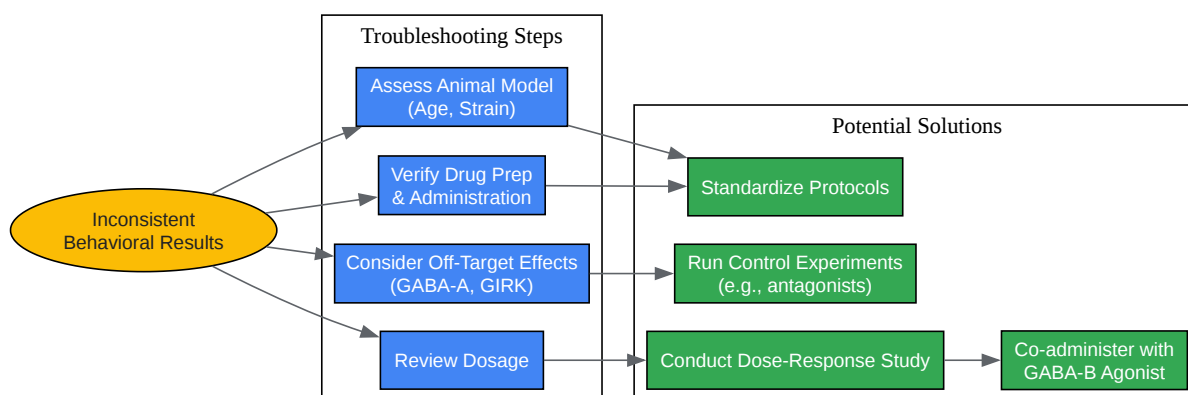 Troubleshooting Steps
Assess Animal Model
(Age, Strain)
Potential Solutions
Verify Drug Prep
& Administration
Standardize Protocols
Inconsistent
Behavioral Results
Consider Off-Target Effects
(GABA-A, GIRK)
Run Control Experiments
(e.g., antagonists)
Review Dosage
Conduct Dose-Response Study
Co-administer with
GABA-B Agonist